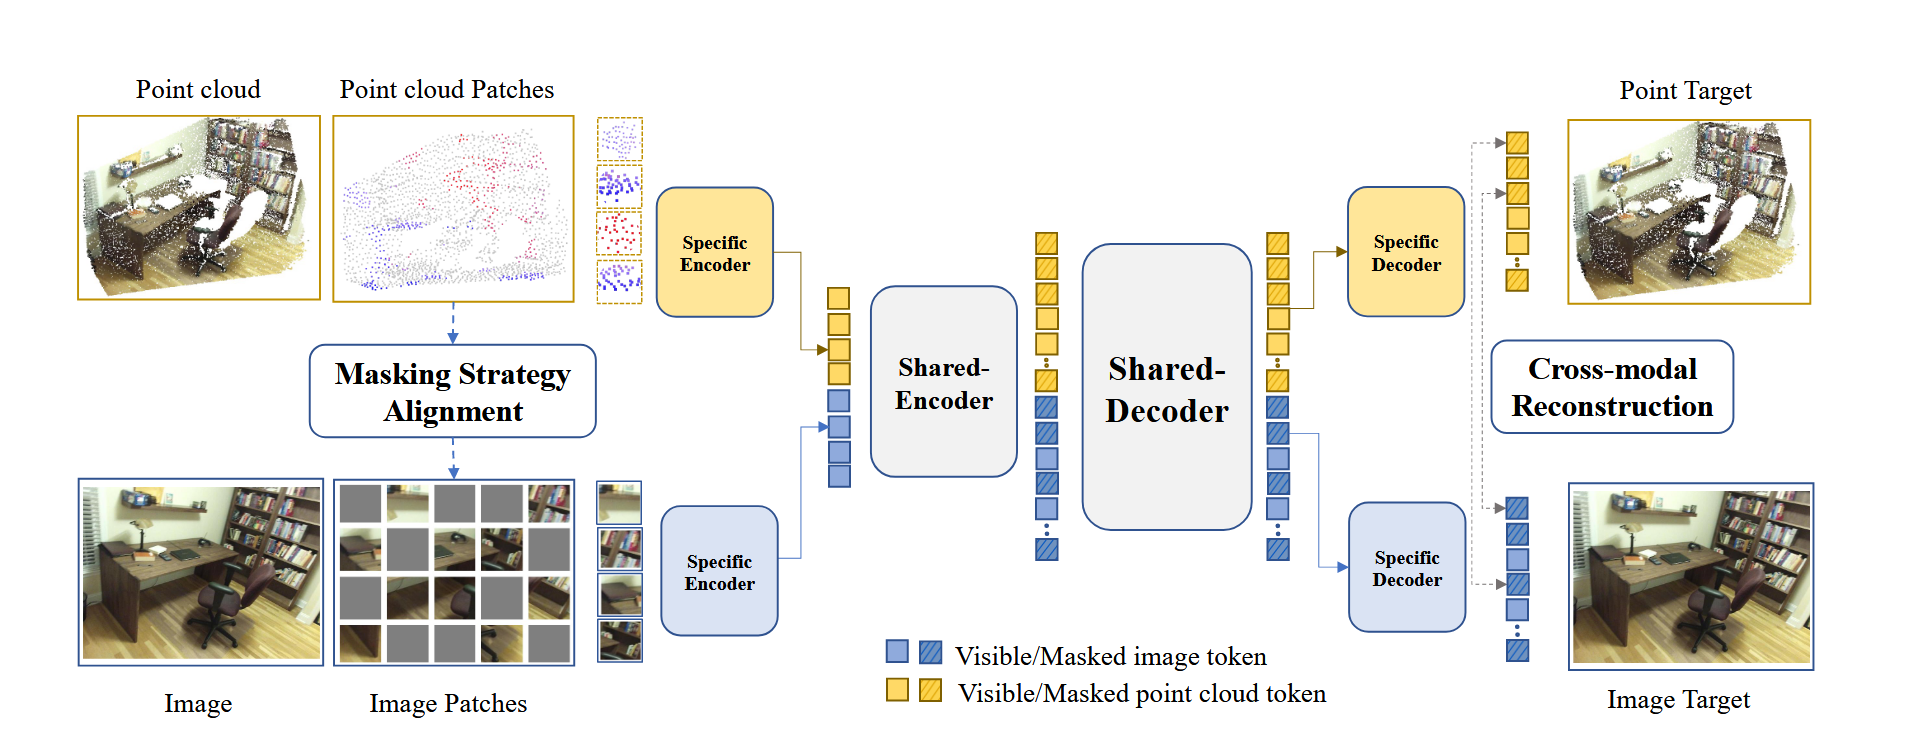 Point cloud
Point cloud Patches
Point Target
Specific
Encoder
Specific
Decoder
Masking Strategy
Alignment
Shared-
Encoder
Shared-
Decoder
Cross-modal
Reconstruction
Specific
Encoder
Specific
Decoder
Visible/Masked image token
Visible/Masked point cloud token
Image
Image Patches
Image Target